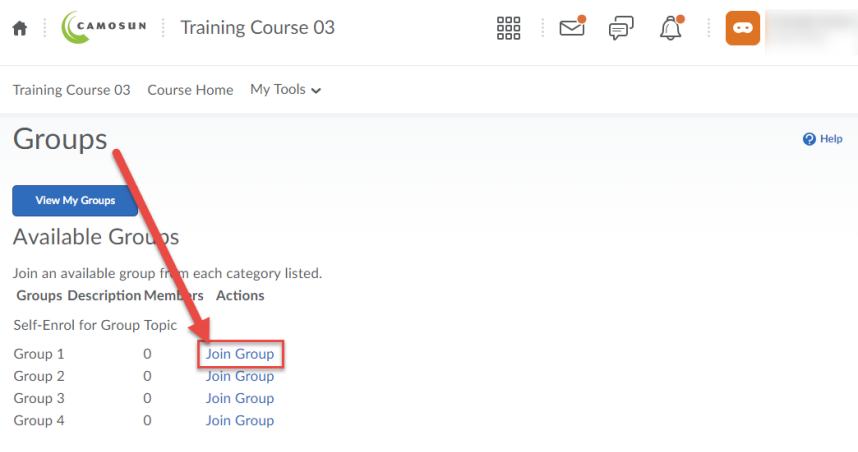 CAMOSUN Training Course 03
Training Course 03 Course Home My Tools
Groups
Help
View My Groups
Available Groups
Join an available group from each category listed.
Groups Description Members Actions
Self-Enrol for Group Topic
Group 1 0 Join Group
Group 2 0 Join Group
Group 3 0 Join Group
Group 4 0 Join Group